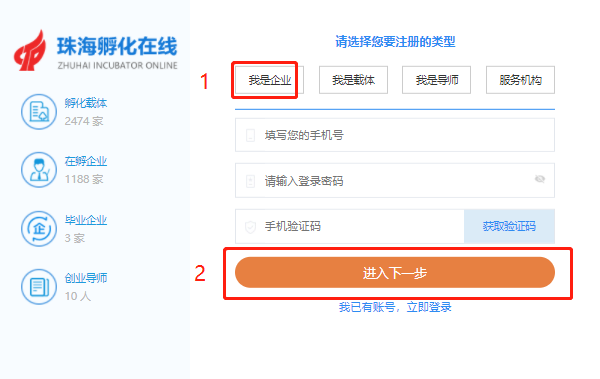 珠海孵化在线
ZHUHAI INCUBATOR ONLINE
孵化载体
2474 家
在孵企业
1188 家
毕业企业
3 家
创业导师
10 人
请选择您要注册的类型
1
我是企业
我是载体
我是导师
服务机构
填写您的手机号
请输入登录密码
手机验证码
获取验证码
2
进入下一步
我已有账号，立即登录
企